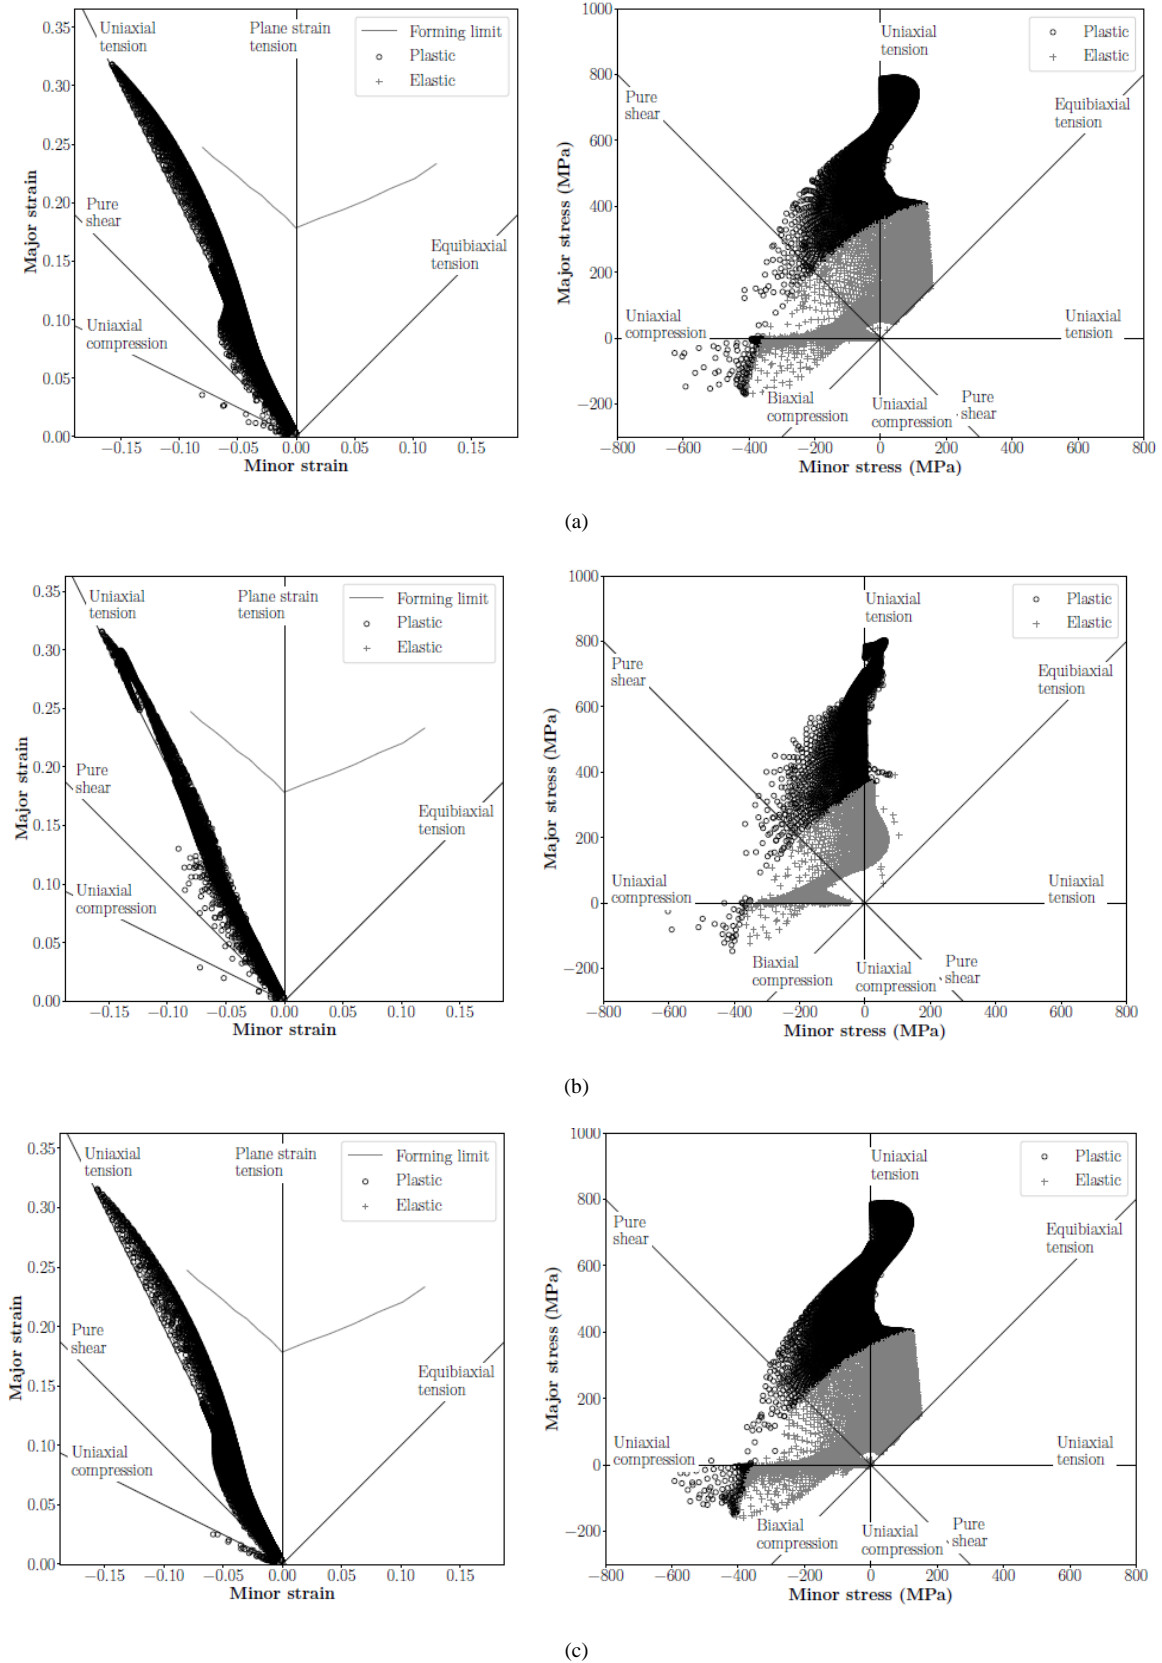 0.35
0.30
0.25
0.20
0.15
0.10
0.05
0.00
Major strain
Uniaxial
tension
Plane strain
tension
Forming limit
Plastic
Elastic
Pure
shear
Equibiaxial
tension
Uniaxial
compression
−0.15 −0.10 −0.05 0.00 0.05 0.10 0.15
Minor strain
1000
800
600
400
200
0
−200
Major stress (MPa)
Uniaxial
tension
Plastic
Elastic
Pure
shear
Equibiaxial
tension
Uniaxial
compression
Uniaxial
tension
Biaxial
compression
Uniaxial
compression
Pure
shear
−800 −600 −400 −200 0 200 400 600 800
Minor stress (MPa)
(a)
0.35
0.30
0.25
0.20
0.15
0.10
0.05
0.00
Major strain
Uniaxial
tension
Plane strain
tension
Forming limit
Plastic
Elastic
Pure
shear
Equibiaxial
tension
Uniaxial
compression
−0.15 −0.10 −0.05 0.00 0.05 0.10 0.15
Minor strain
1000
800
600
400
200
0
−200
Major stress (MPa)
Uniaxial
tension
Plastic
Elastic
Pure
shear
Equibiaxial
tension
Uniaxial
compression
Uniaxial
tension
Biaxial
compression
Uniaxial
compression
Pure
shear
−800 −600 −400 −200 0 200 400 600 800
Minor stress (MPa)
(b)
0.35
0.30
0.25
0.20
0.15
0.10
0.05
0.00
Major strain
Uniaxial
tension
Plane strain
tension
Forming limit
Plastic
Elastic
Pure
shear
Equibiaxial
tension
Uniaxial
compression
−0.15 −0.10 −0.05 0.00 0.05 0.10 0.15
Minor strain
1000
800
600
400
200
0
−200
Major stress (MPa)
Uniaxial
tension
Plastic
Elastic
Pure
shear
Equibiaxial
tension
Uniaxial
compression
Uniaxial
tension
Biaxial
compression
Uniaxial
compression
Pure
shear
−800 −600 −400 −200 0 200 400 600 800
Minor stress (MPa)
(c)